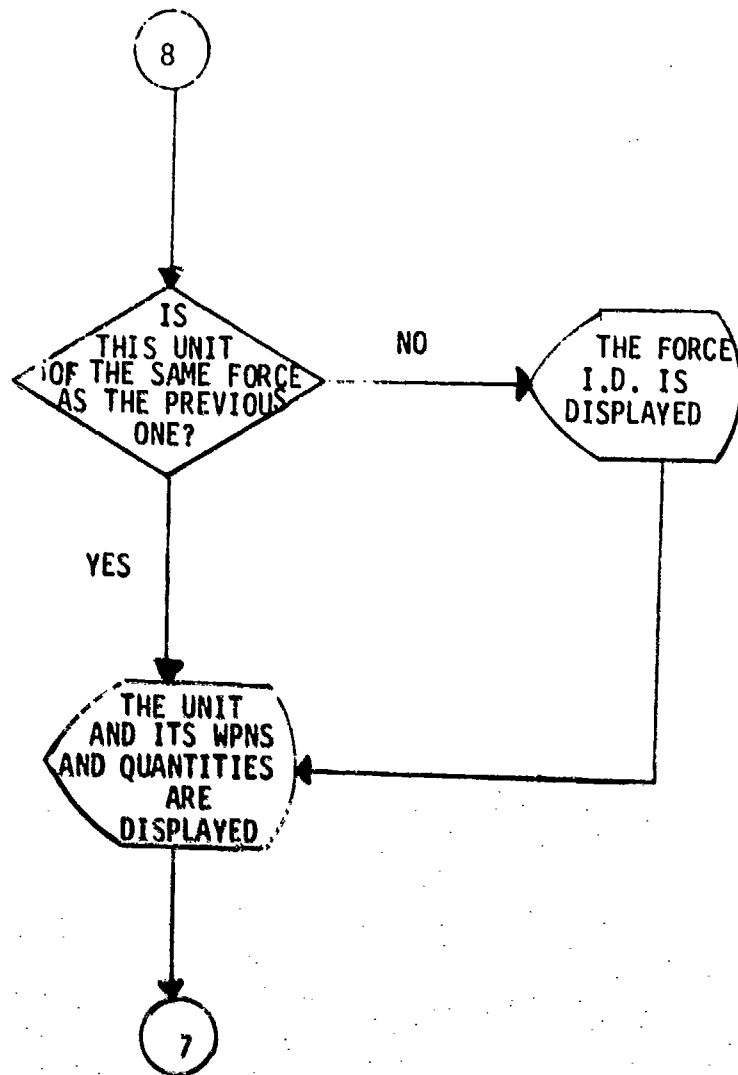 8
IS
THIS UNIT
OF THE SAME FORCE
AS THE PREVIOUS
ONE?
NO
THE FORCE
I.D. IS
DISPLAYED
YES
THE UNIT
AND ITS WPNS
AND QUANTITIES
ARE
DISPLAYED
7